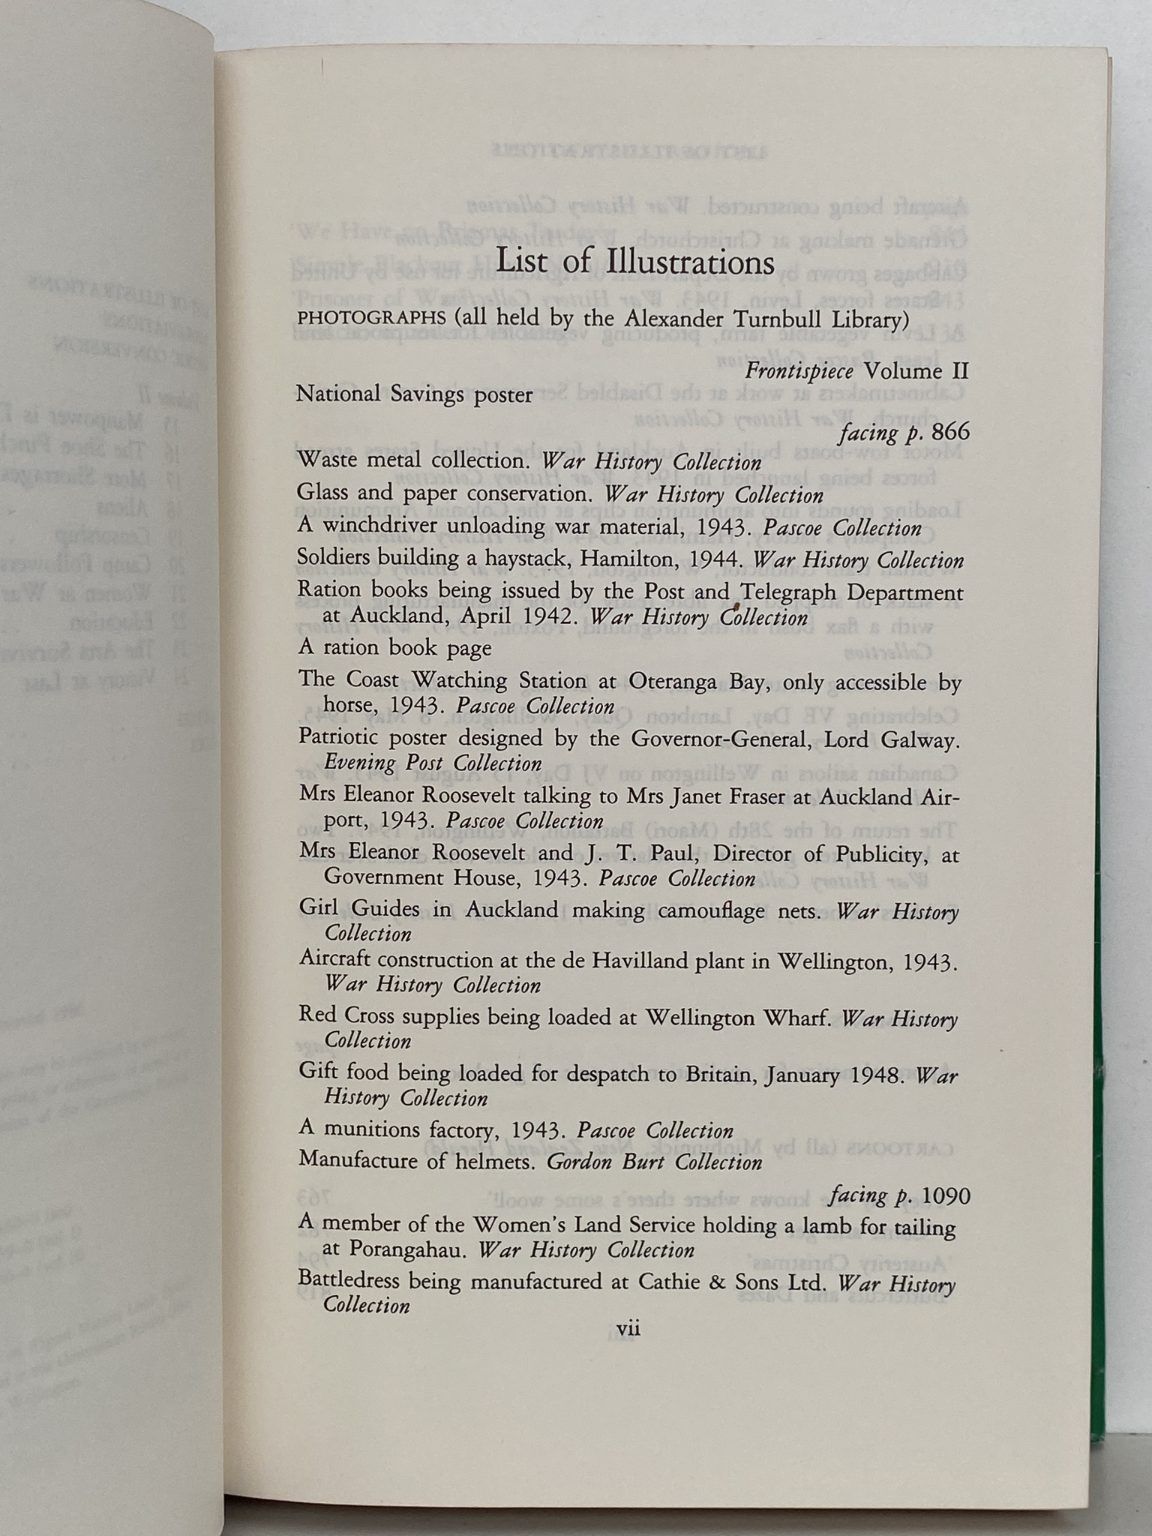 List of Illustrations
PHOTOGRAPHS (all held by the Alexander Turnbull Library)
Frontispiece Volume II
National Savings poster
facing p. 866
Waste metal collection. War History Collection
Glass and paper conservation. War History Collection
A winchdriver unloading war material, 1943. Pascoe Collection
Soldiers building a haystack, Hamilton, 1944. War History Collection
Ration books being issued by the Post and Telegraph Department
at Auckland, April 1942. War History Collection
A ration book page
The Coast Watching Station at Oteranga Bay, only accessible by
horse, 1943. Pascoe Collection
Patriotic poster designed by the Governor-General, Lord Galway.
Evening Post Collection
Mrs Eleanor Roosevelt talking to Mrs Janet Fraser at Auckland Air-
port, 1943. Pascoe Collection
Mrs Eleanor Roosevelt and J. T. Paul, Director of Publicity, at
Government House, 1943. Pascoe Collection
Girl Guides in Auckland making camouflage nets. War History
Collection
Aircraft construction at the de Havilland plant in Wellington, 1943.
War History Collection
Red Cross supplies being loaded at Wellington Wharf. War History
Collection
Gift food being loaded for despatch to Britain, January 1948. War
History Collection
A munitions factory, 1943. Pascoe Collection
Manufacture of helmets. Gordon Burt Collection
facing p. 1090
A member of the Women's Land Service holding a lamb for tailing
at Porangahau. War History Collection
Battledress being manufactured at Cathie & Sons Ltd. War History
Collection
vii